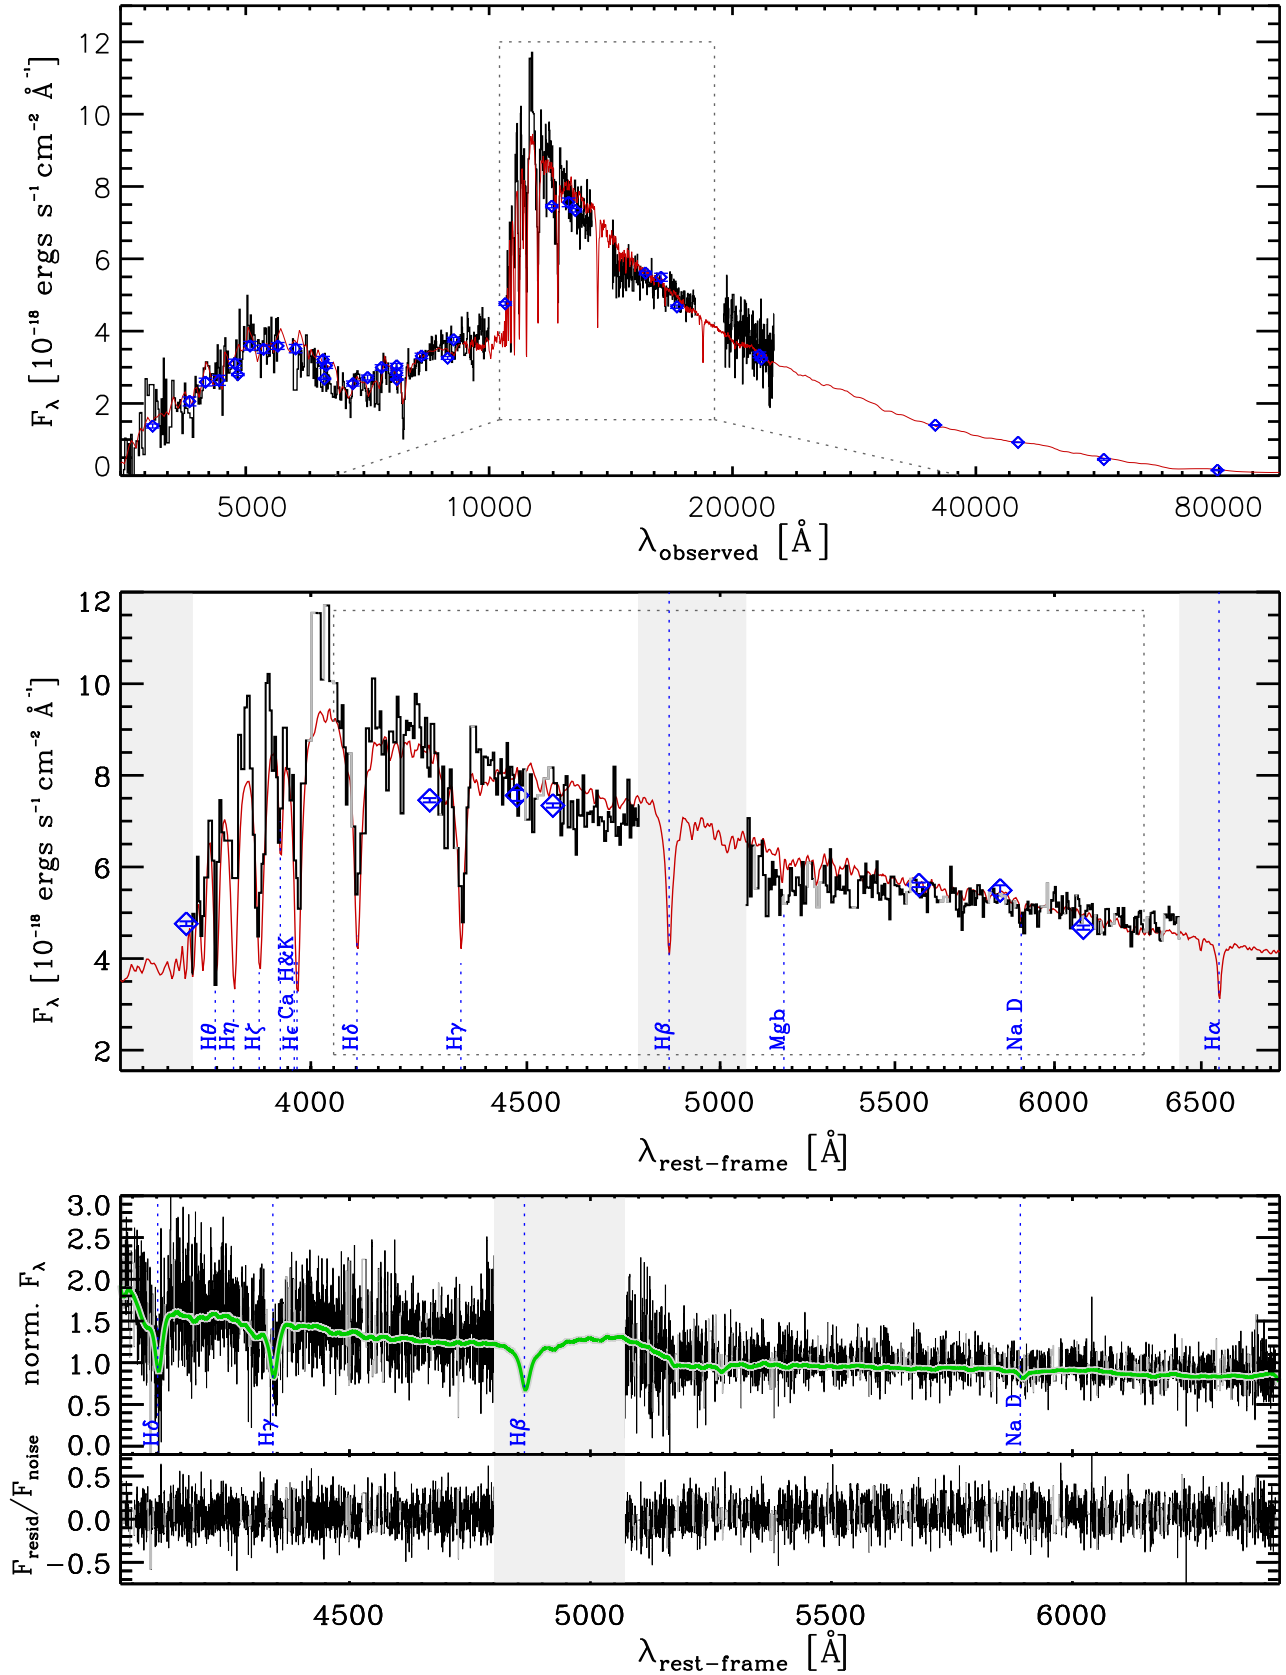 12
10
8
6
4
2
0
F_λ [10⁻¹⁸ ergs s⁻¹ cm⁻² Å⁻¹]
5000 10000 20000 40000 80000
λ_observed [Å]
12
10
8
6
4
2
F_λ [10⁻¹⁸ ergs s⁻¹ cm⁻² Å⁻¹]
Hθ Hη Hζ Ca H&K Hϵ Hδ Hγ Hβ Mgb Na D Hα
4000 4500 5000 5500 6000 6500
λ_rest-frame [Å]
3.0
2.5
2.0
1.5
1.0
0.5
0.0
norm. F_λ
Hδ Hγ Hβ Na D
0.5
0.0
−0.5
F_resid/F_noise
4500 5000 5500 6000
λ_rest-frame [Å]